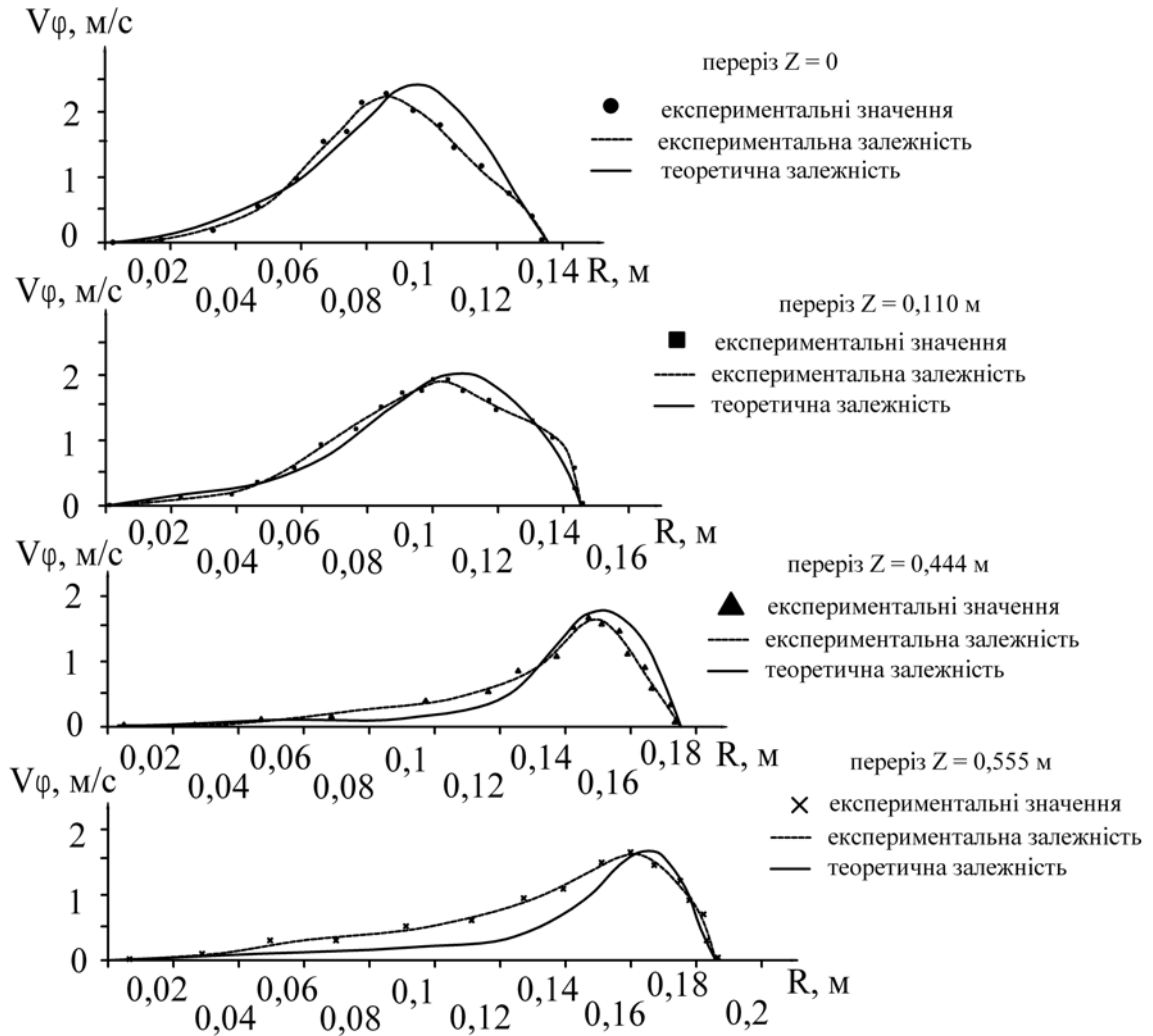 Vφ, м/с
2
1
0
0,02
0,04
0,06
0,08
0,1
0,12
0,14
R, м
переріз Z = 0
експериментальні значення
експериментальна залежність
теоретична залежність
Vφ, м/с
2
1
0
0,02
0,04
0,06
0,08
0,1
0,12
0,14
0,16
R, м
переріз Z = 0,110 м
експериментальні значення
експериментальна залежність
теоретична залежність
Vφ, м/с
2
1
0
0,02
0,04
0,06
0,08
0,1
0,12
0,14
0,16
0,18
R, м
переріз Z = 0,444 м
експериментальні значення
експериментальна залежність
теоретична залежність
Vφ, м/с
2
1
0
0,02
0,04
0,06
0,08
0,1
0,12
0,14
0,16
0,18
0,2
R, м
переріз Z = 0,555 м
експериментальні значення
експериментальна залежність
теоретична залежність